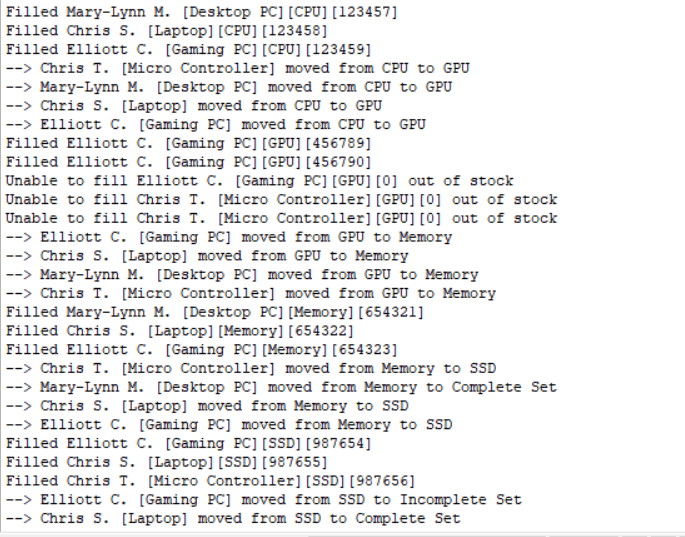 Filled Mary-Lynn M. [Desktop PC][CPU][123457]
Filled Chris S. [Laptop][CPU][123458]
Filled Elliott C. [Gaming PC][CPU][123459]
--> Chris T. [Micro Controller] moved from CPU to GPU
--> Mary-Lynn M. [Desktop PC] moved from CPU to GPU
--> Chris S. [Laptop] moved from CPU to GPU
--> Elliott C. [Gaming PC] moved from CPU to GPU
Filled Elliott C. [Gaming PC][GPU][456789]
Filled Elliott C. [Gaming PC][GPU][456790]
Unable to fill Elliott C. [Gaming PC][GPU][0] out of stock
Unable to fill Chris T. [Micro Controller][GPU][0] out of stock
Unable to fill Chris T. [Micro Controller][GPU][0] out of stock
--> Elliott C. [Gaming PC] moved from GPU to Memory
--> Chris S. [Laptop] moved from GPU to Memory
--> Mary-Lynn M. [Desktop PC] moved from GPU to Memory
--> Chris T. [Micro Controller] moved from GPU to Memory
Filled Mary-Lynn M. [Desktop PC][Memory][654321]
Filled Chris S. [Laptop][Memory][654322]
Filled Elliott C. [Gaming PC][Memory][654323]
--> Chris T. [Micro Controller] moved from Memory to SSD
--> Mary-Lynn M. [Desktop PC] moved from Memory to Complete Set
--> Chris S. [Laptop] moved from Memory to SSD
--> Elliott C. [Gaming PC] moved from Memory to SSD
Filled Elliott C. [Gaming PC][SSD][987654]
Filled Chris S. [Laptop][SSD][987655]
Filled Chris T. [Micro Controller][SSD][987656]
--> Elliott C. [Gaming PC] moved from SSD to Incomplete Set
--> Chris S. [Laptop] moved from SSD to Complete Set